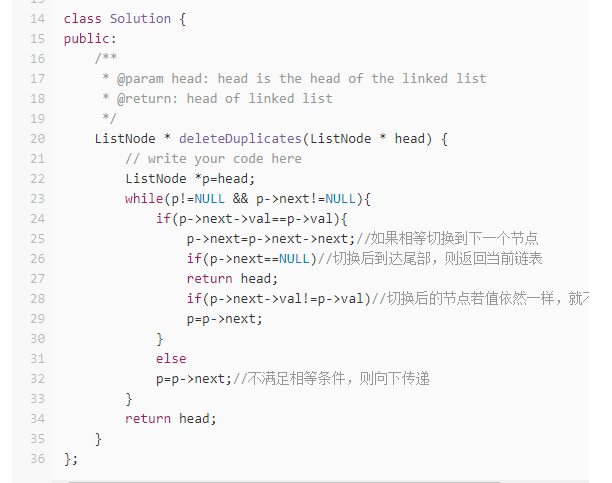 14 class Solution {
15 public:
16     /**
17      * @param head: head is the head of the linked list
18      * @return: head of linked list
19      */
20     ListNode * deleteDuplicates(ListNode * head) {
21         // write your code here
22         ListNode *p=head;
23         while(p!=NULL && p->next!=NULL){
24             if(p->next->val==p->val){
25                 p->next=p->next->next;//如果相等切换到下一个节点
26                 if(p->next==NULL)//切换后到达尾部，则返回当前链表
27                 return head;
28                 if(p->next->val!=p->val)//切换后的节点若值依然一样，就
29                 p=p->next;
30             }
31             else
32             p=p->next;//不满足相等条件，则向下传递
33         }
34         return head;
35     }
36 };